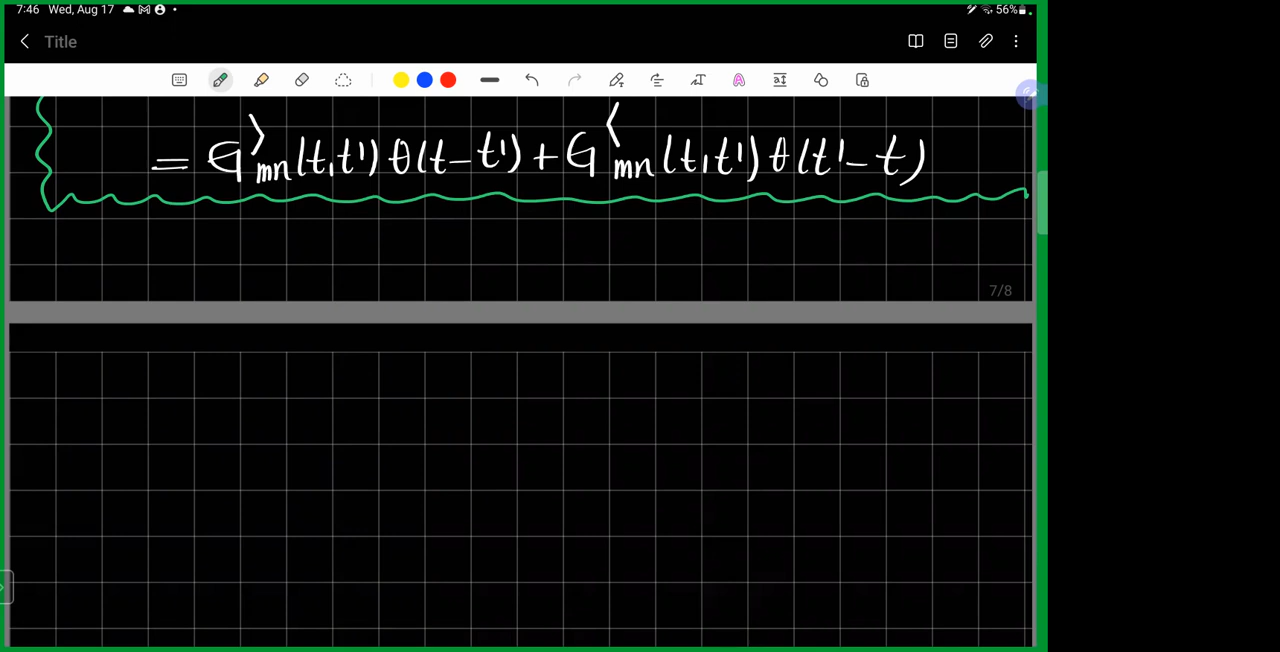 7:46 Wed, Aug 17 56%
Title
= G^>_mn(t,t') θ(t-t') + G^<_mn(t,t') θ(t'-t)
7/8